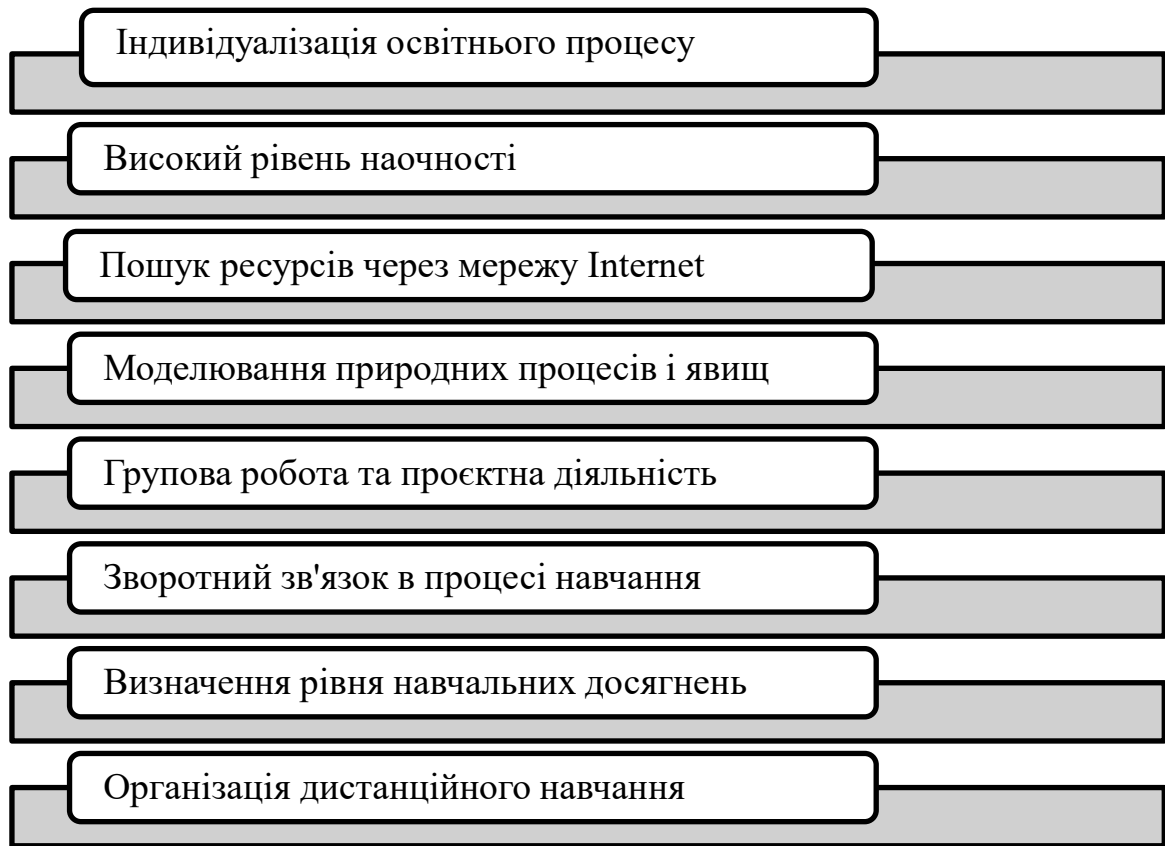 Індивідуалізація освітнього процесу
Високий рівень наочності
Пошук ресурсів через мережу Internet
Моделювання природних процесів і явищ
Групова робота та проєктна діяльність
Зворотний зв'язок в процесі навчання
Визначення рівня навчальних досягнень
Організація дистанційного навчання